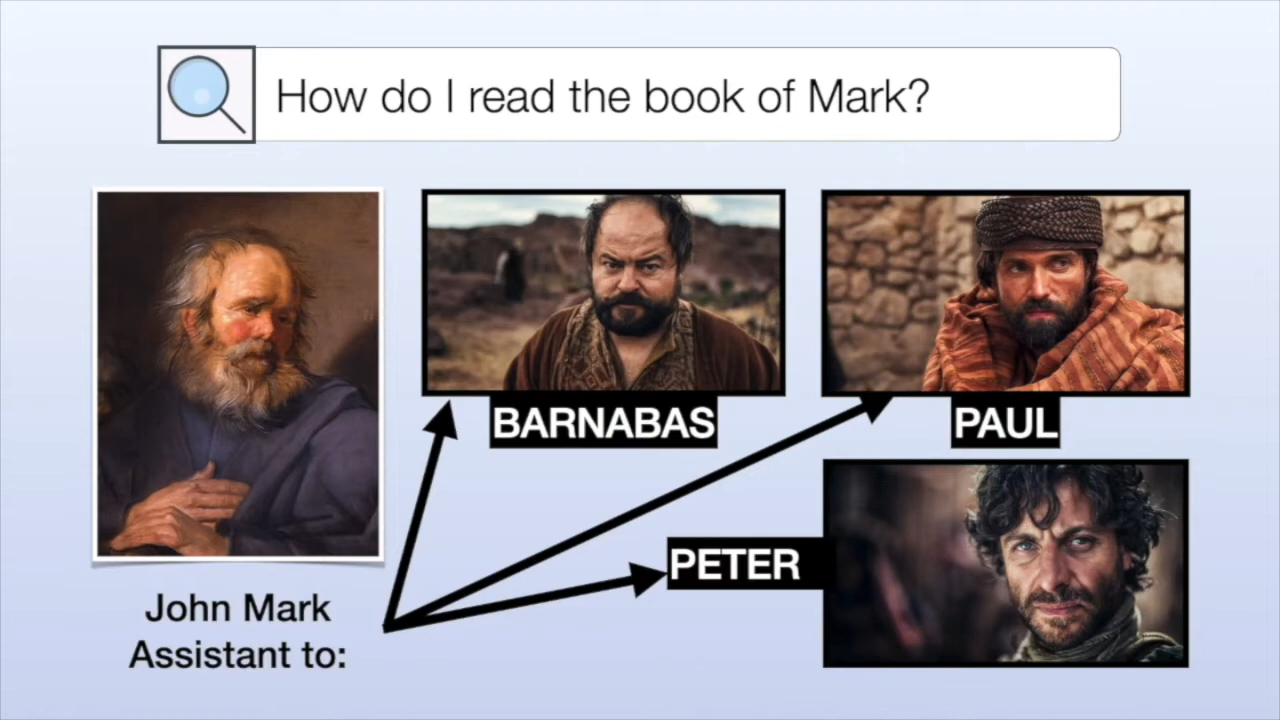 How do I read the book of Mark?
BARNABAS
PAUL
PETER
John Mark
Assistant to: